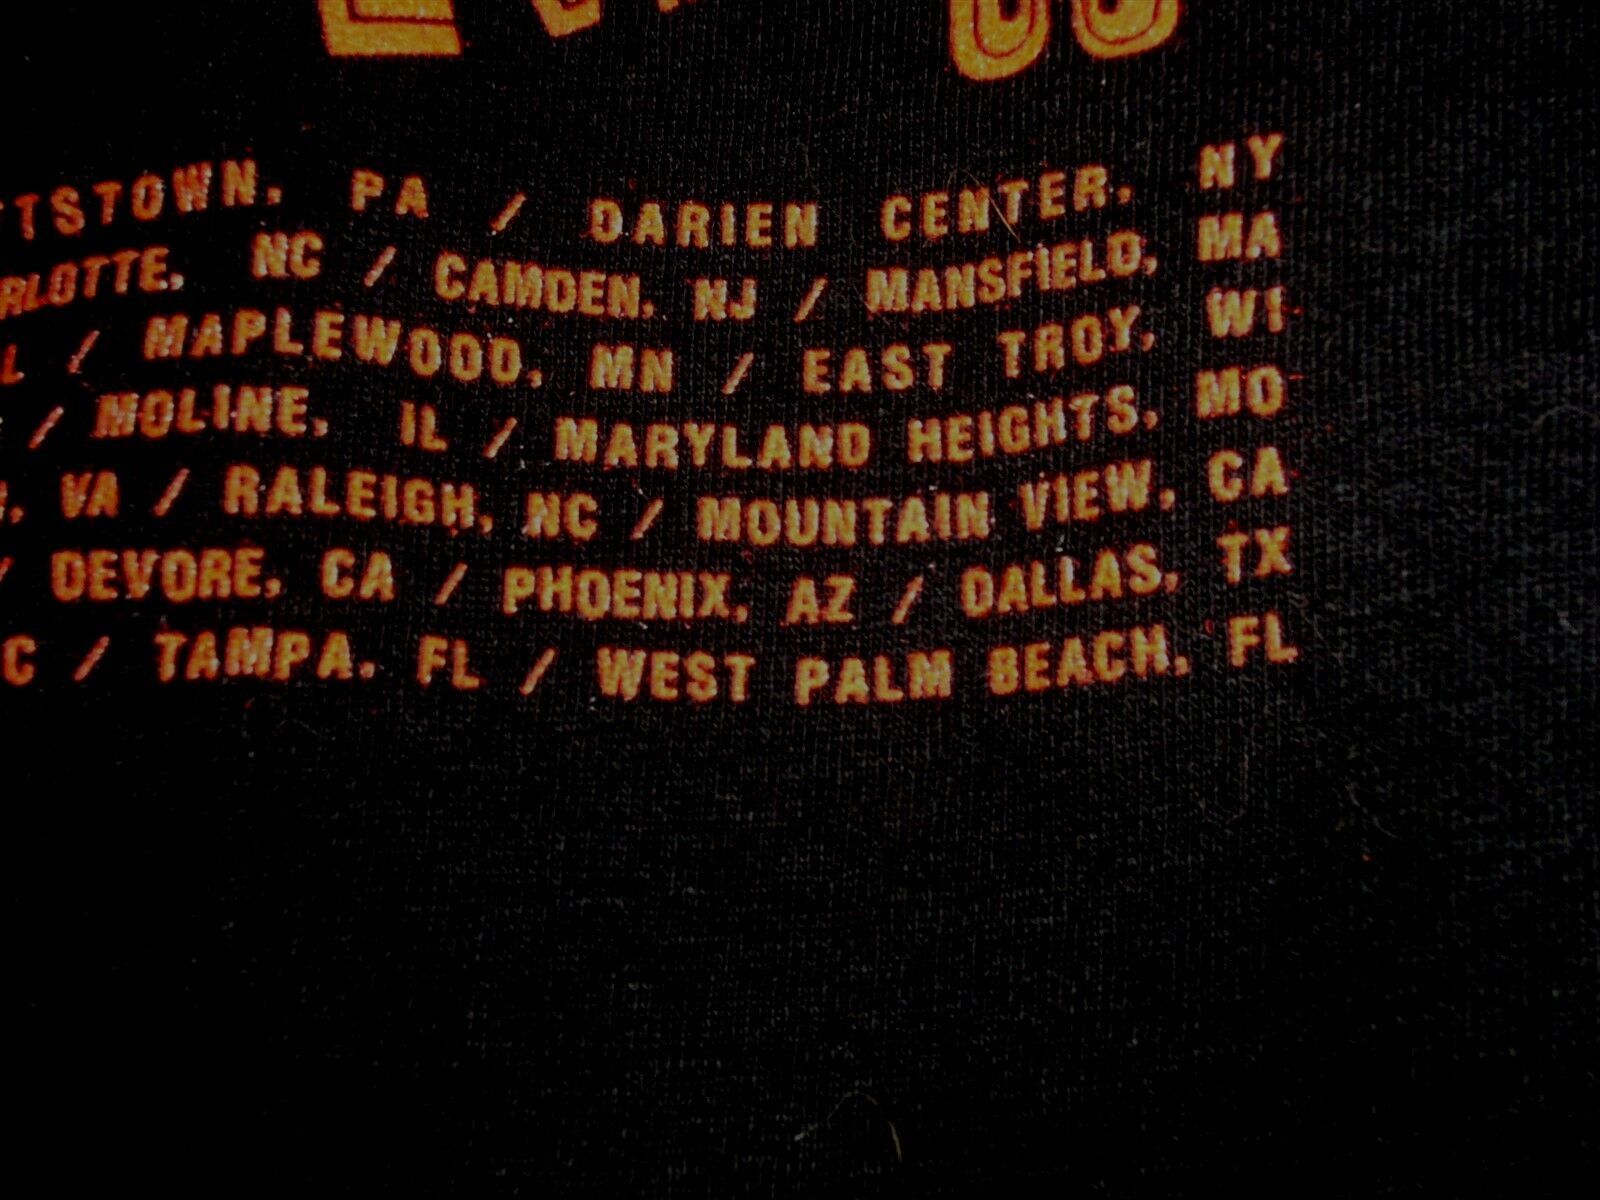 TTSTOWN, PA / DARIEN CENTER, NY
RLOTTE, NC / CAMDEN, NJ / MANSFIELD, MA
L / MAPLEWOOD, MN / EAST TROY, WI
/ MOLINE, IL / MARYLAND HEIGHTS, MO
, VA / RALEIGH, NC / MOUNTAIN VIEW, CA
/ DEVORE, CA / PHOENIX, AZ / DALLAS, TX
C / TAMPA, FL / WEST PALM BEACH, FL